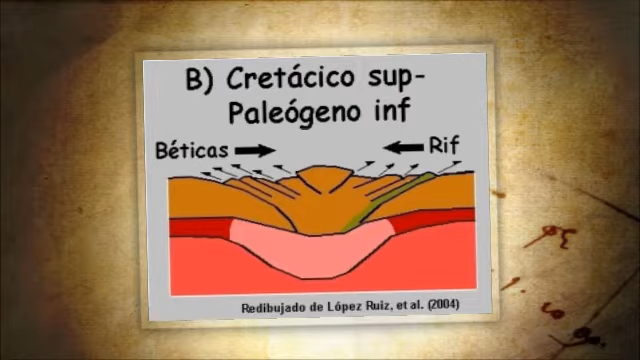 B) Cretácico sup-
Paleógeno inf
Béticas
Rif
Redibujado de López Ruiz, et al. (2004)